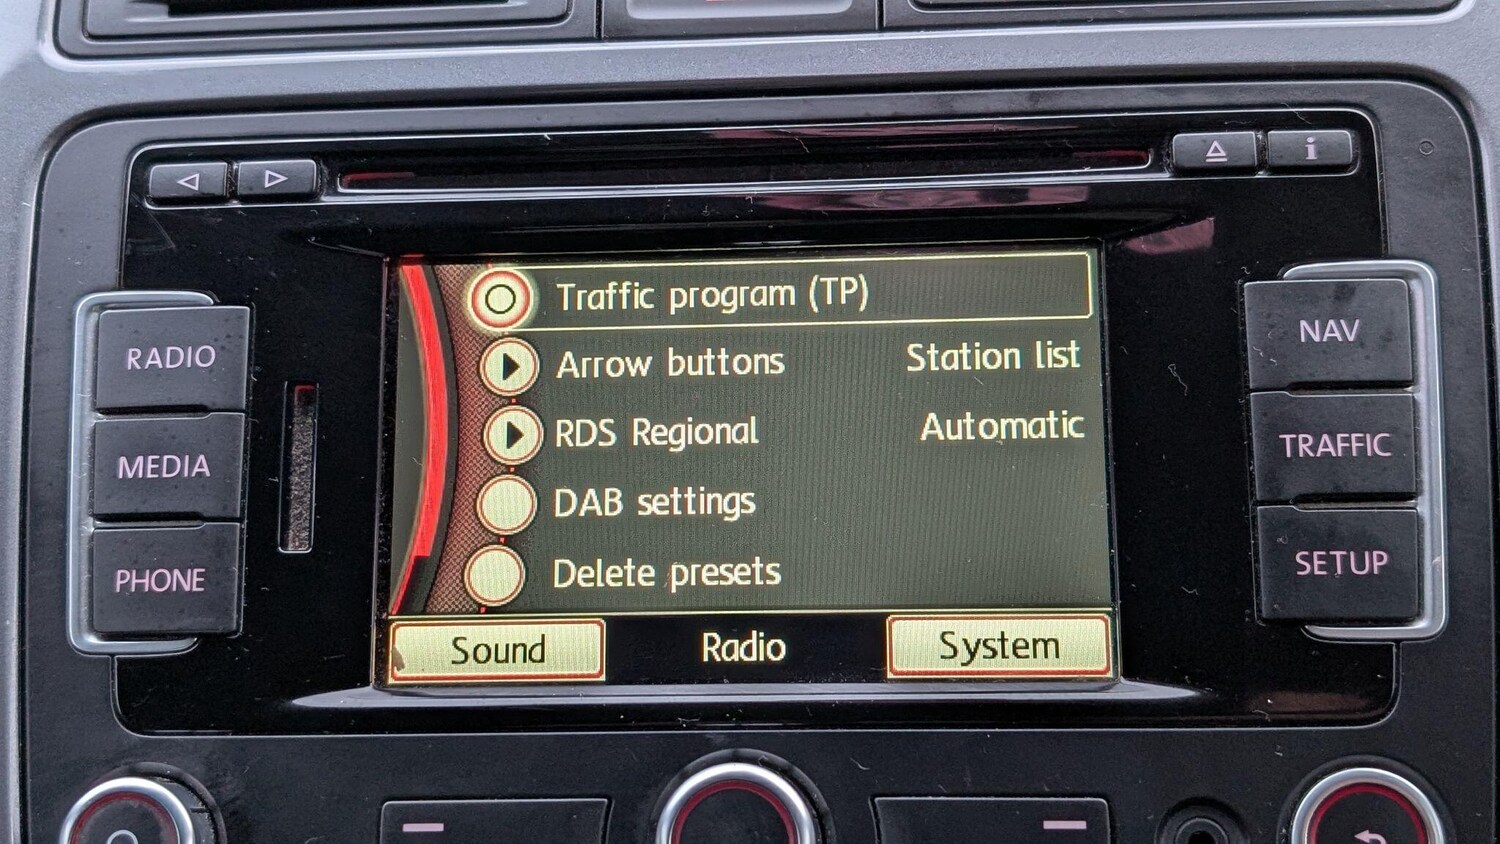 i
RADIO
MEDIA
PHONE
Traffic program (TP)
Arrow buttons Station list
RDS Regional Automatic
DAB settings
Delete presets
Sound Radio System
NAV
TRAFFIC
SETUP